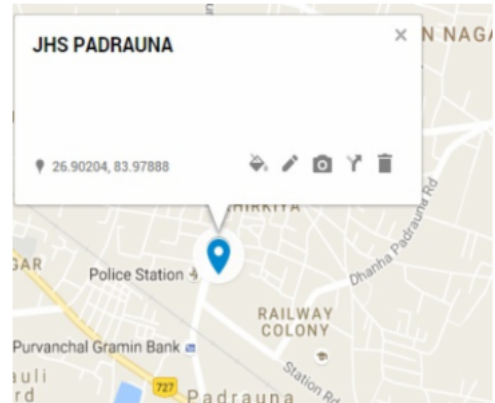 JHS PADRAUNA
N NAGA
26.90204, 83.97888
HIRKIYA
Dhanha Padrauna Rd
GAR
Police Station
RAILWAY
COLONY
Purvanchal Gramin Bank
auli
rd
727
Padrauna
Station Rd